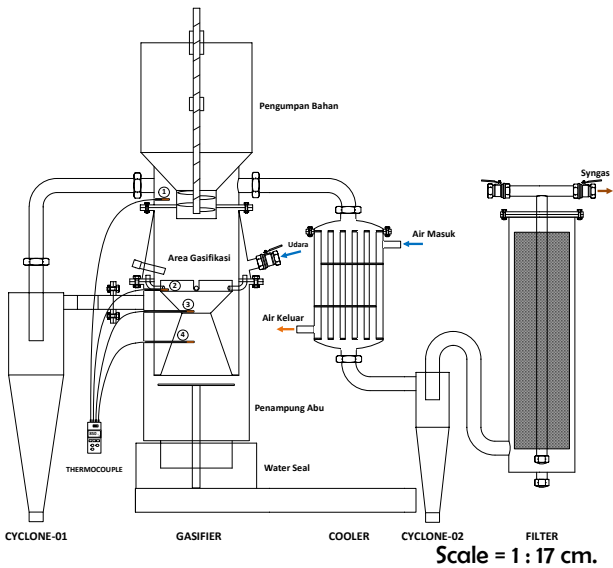 Pengumpan Bahan
Syngas
1
Area Gasifikasi
Udara
Air Masuk
2
3
Air Keluar
4
Penampung Abu
THERMOCOUPLE
Water Seal
CYCLONE-01
GASIFIER
COOLER
CYCLONE-02
FILTER
Scale = 1 : 17 cm.